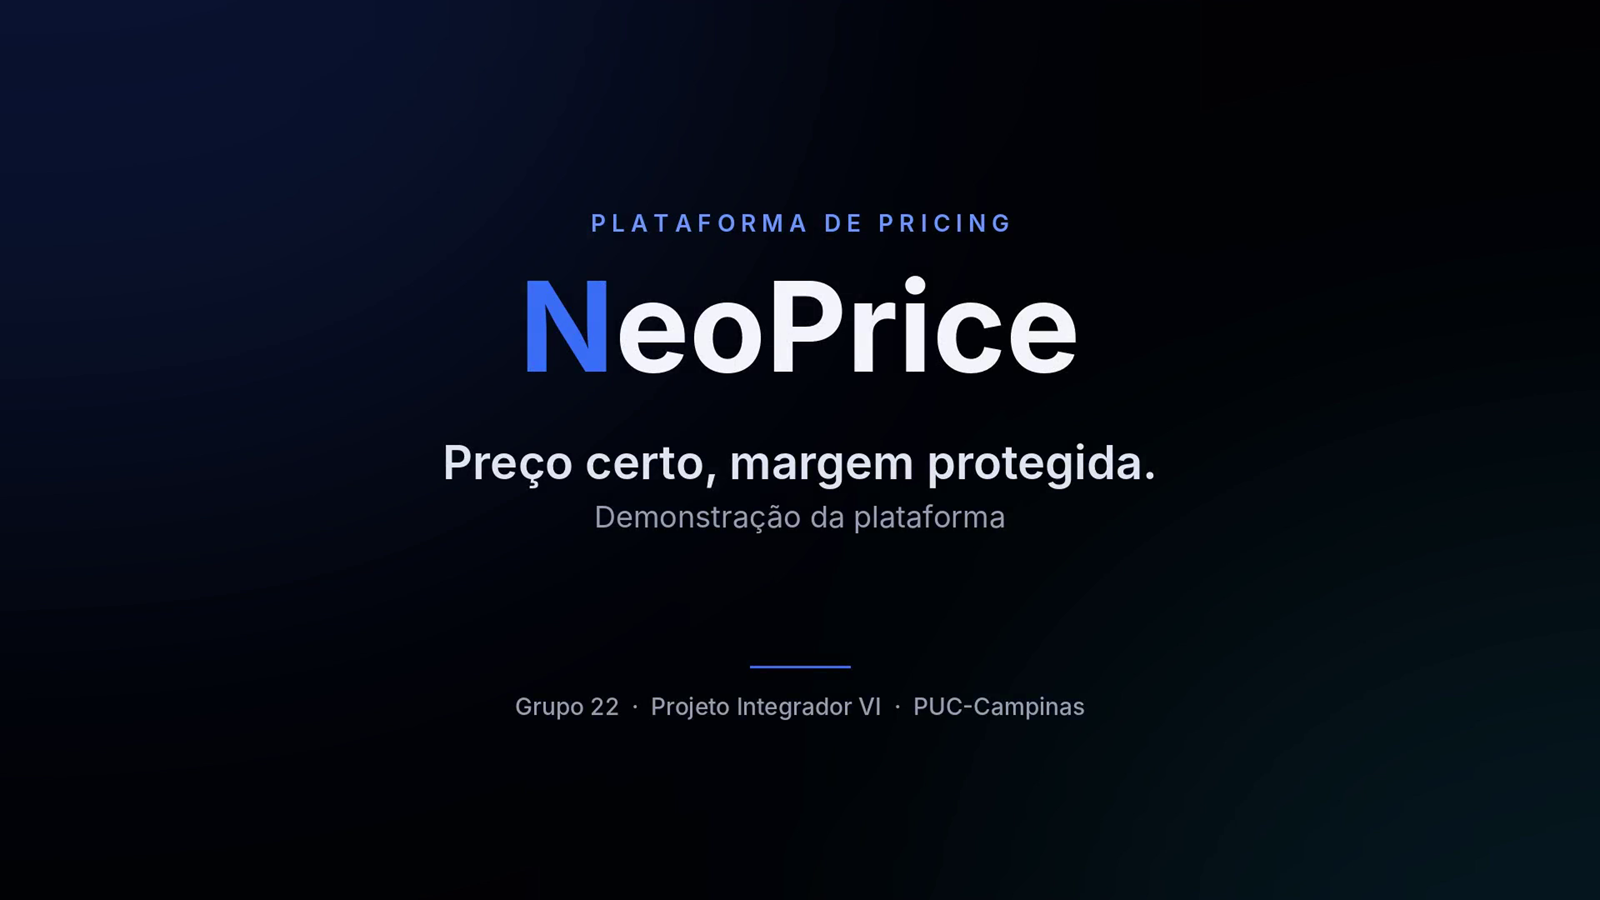 PLATAFORMA DE PRICING
NeoPrice
Preço certo, margem protegida.
Demonstração da plataforma
Grupo 22 · Projeto Integrador VI · PUC-Campinas